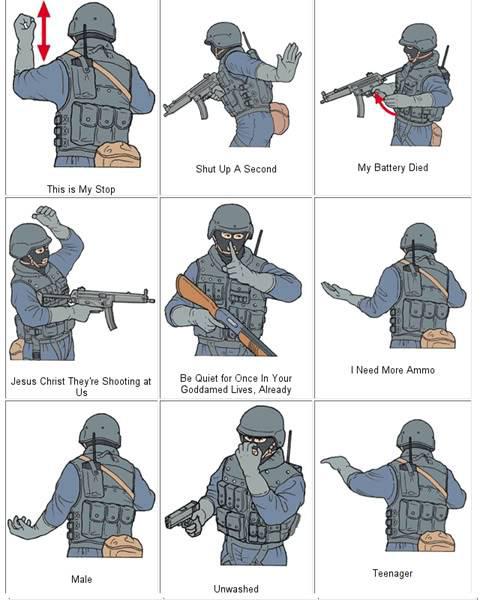 This is My Stop
Shut Up A Second
My Battery Died
Jesus Christ They're Shooting at
Us
Be Quiet for Once In Your
Goddamed Lives, Already
I Need More Ammo
Male
Unwashed
Teenager